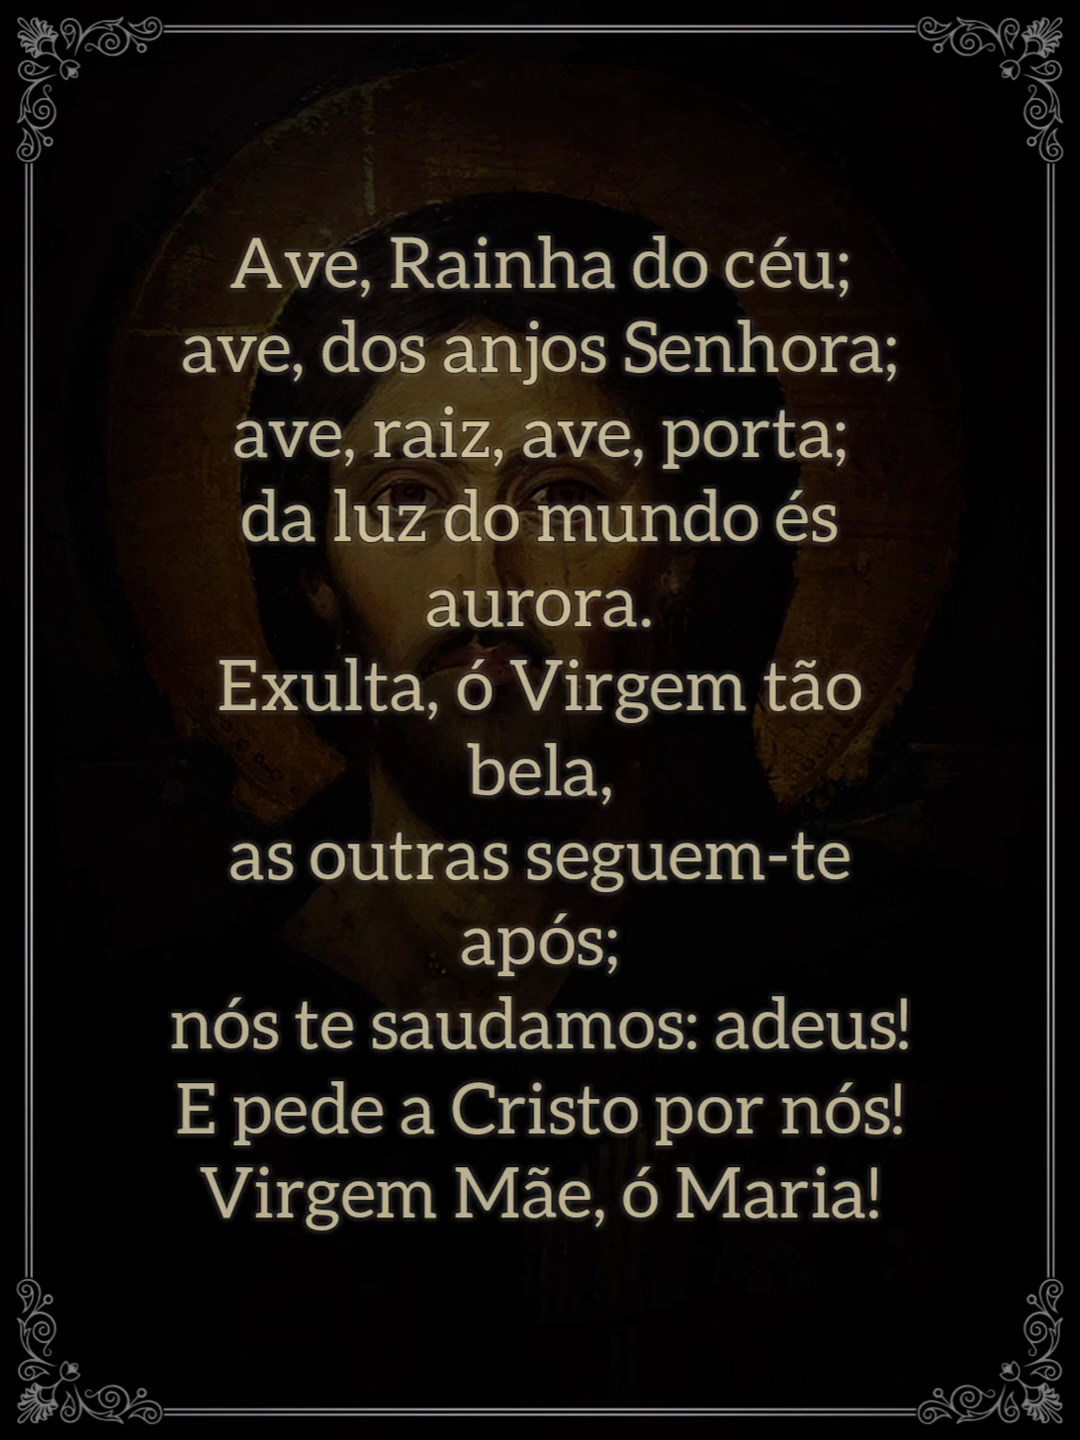 Ave, Rainha do céu;
ave, dos anjos Senhora;
ave, raiz, ave, porta;
da luz do mundo és
aurora.
Exulta, ó Virgem tão
bela,
as outras seguem-te
após;
nós te saudamos: adeus!
E pede a Cristo por nós!
Virgem Mãe, ó Maria!